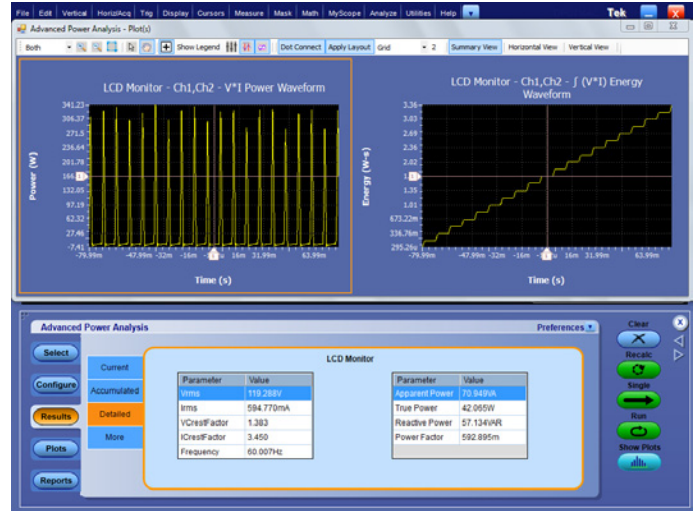 File Edit Vertical Horiz/Acq Trig Display Cursors Measure Mask Math MyScope Analyze Utilities Help Tek
Advanced Power Analysis - Plot(s)
Both Show Legend Dot Connect Apply Layout Grid 2 Summary View Horizontal View Vertical View
LCD Monitor - Ch1,Ch2 - V*I Power Waveform
Power (W)
341.23
306.37
271.5
236.64
201.78
132.05
97.19
62.32
27.46
-7.41
-79.99m -47.99m -32m -16m 16m 31.99m 63.99m
Time (s)
LCD Monitor - Ch1,Ch2 - ∫ (V*I) Energy
Waveform
Energy (W-s)
3.36
3.03
2.69
2.36
2.02
1.35
1.01
673.22m
336.76m
295.26u
-79.99m -47.99m -32m -16m 16m 31.99m 63.99m
Time (s)
Advanced Power Analysis Preferences
Select
Configure
Results
Plots
Reports
Current
Accumulated
Detailed
More
LCD Monitor
Parameter Value
Vrms 119.288V
Irms 594.770mA
VCrestFactor 1.383
ICrestFactor 3.450
Frequency 60.007Hz
Parameter Value
Apparent Power 70.949VA
True Power 42.065W
Reactive Power 57.134VAR
Power Factor 592.895m
Clear
Recalc
Single
Run
Show Plots